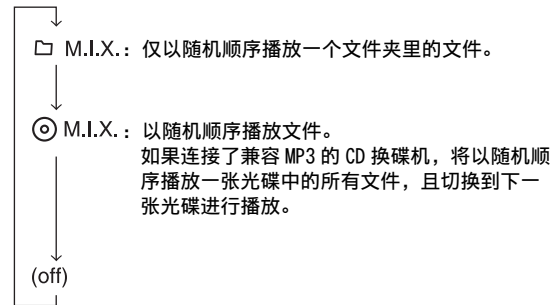 M.I.X.：仅以随机顺序播放一个文件夹里的文件。
M.I.X.：以随机顺序播放文件。
如果连接了兼容 MP3 的 CD 换碟机，将以随机顺
序播放一张光碟中的所有文件，且切换到下一
张光碟进行播放。
(off)